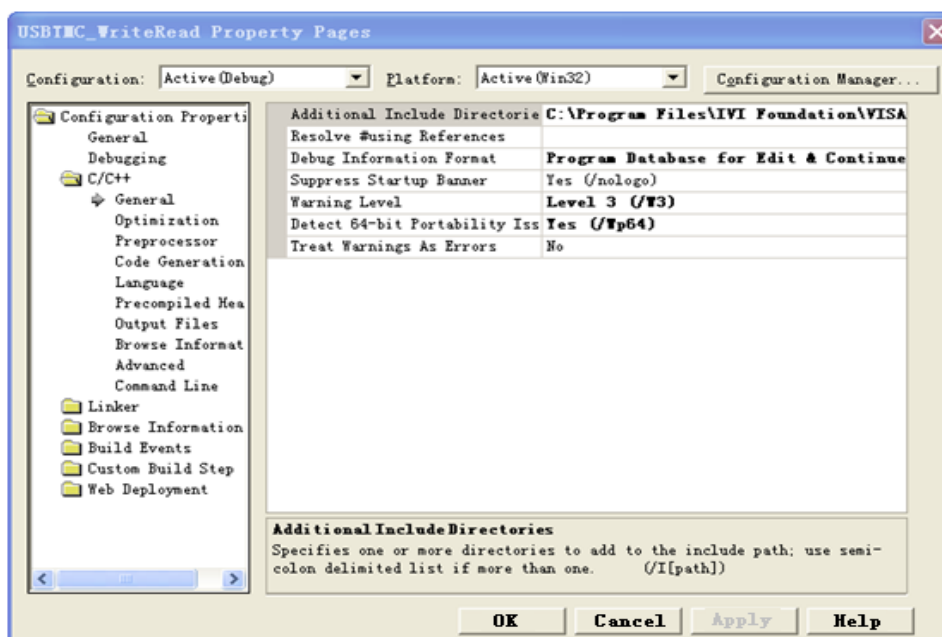 USBTMC_WriteRead Property Pages
Configuration: Active(Debug) Platform: Active(Win32) Configuration Manager...
Configuration Properti
General
Debugging
C/C++
General
Optimization
Preprocessor
Code Generation
Language
Precompiled Hea
Output Files
Browse Informat
Advanced
Command Line
Linker
Browse Information
Build Events
Custom Build Step
Web Deployment
Additional Include Directorie C:\Program Files\IVI Foundation\VISA
Resolve #using References
Debug Information Format Program Database for Edit & Continue
Suppress Startup Banner Yes (/nologo)
Warning Level Level 3 (/W3)
Detect 64-bit Portability Iss Yes (/Wp64)
Treat Warnings As Errors No
Additional Include Directories
Specifies one or more directories to add to the include path; use semi-
colon delimited list if more than one. (/I[path])
OK Cancel Apply Help